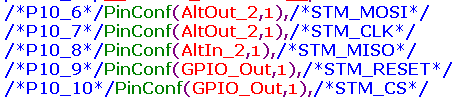 /*P10_6*/PinConf(AltOut_2,1),/*STM_MOSI*/
/*P10_7*/PinConf(AltOut_2,1),/*STM_CLK*/
/*P10_8*/PinConf(AltIn_2,1),/*STM_MISO*/
/*P10_9*/PinConf(GPIO_Out,1),/*STM_RESET*/
/*P10_10*/PinConf(GPIO_Out,1),/*STM_CS*/